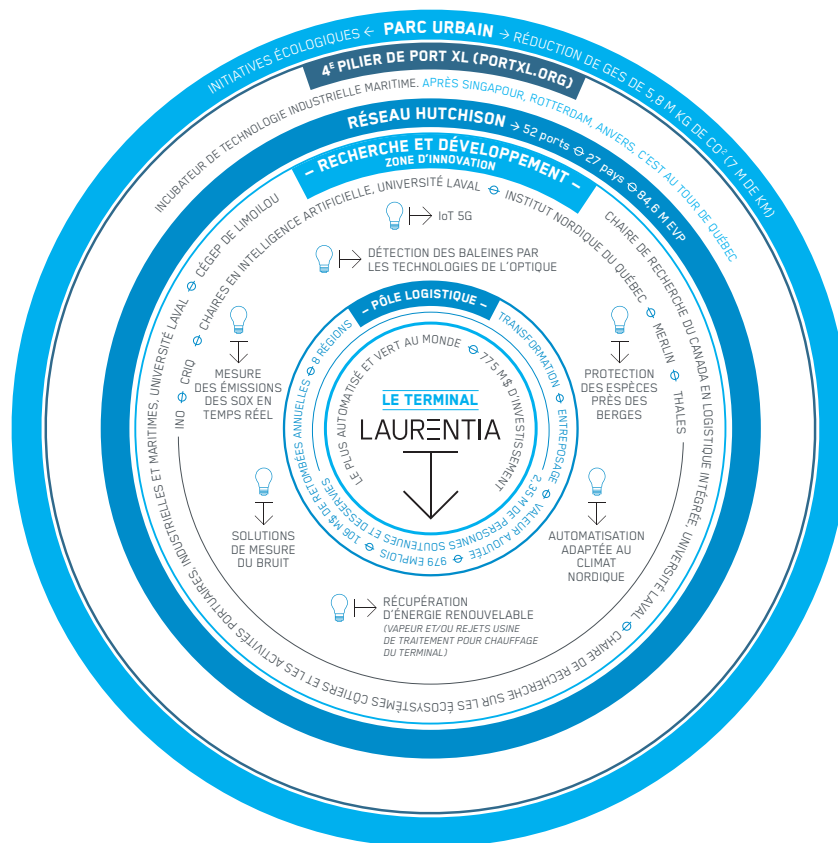 INITIATIVES ÉCOLOGIQUES ← PARC URBAIN → RÉDUCTION DE GES DE 5,8 M KG DE CO² (7 M DE KM)
4ᴱ PILIER DE PORT XL (PORTXL.ORG)
INCUBATEUR DE TECHNOLOGIE INDUSTRIELLE MARITIME. APRÈS SINGAPOUR, ROTTERDAM, ANVERS, C'EST AU TOUR DE QUÉBEC
RÉSEAU HUTCHISON → 52 ports ⦵ 27 pays ⦵ 84,6 M EVP
– RECHERCHE ET DÉVELOPPEMENT –
ZONE D'INNOVATION
INO ⦵ CRIQ ⦵ CHAIRES EN INTELLIGENCE ARTIFICIELLE, UNIVERSITÉ LAVAL ⦵ INSTITUT NORDIQUE DU QUÉBEC ⦵ MERLIN ⦵ THALES
CHAIRE DE RECHERCHE DU CANADA EN LOGISTIQUE INTÉGRÉE, UNIVERSITÉ LAVAL ⦵ CHAIRE DE RECHERCHE SUR LES ÉCOSYSTÈMES CÔTIERS ET LES ACTIVITÉS PORTUAIRES, INDUSTRIELLES ET MARITIMES, UNIVERSITÉ LAVAL ⦵ CÉGEP DE LIMOILOU
IoT 5G
DÉTECTION DES BALEINES PAR
LES TECHNOLOGIES DE L'OPTIQUE
MESURE
DES ÉMISSIONS
DES SOX EN
TEMPS RÉEL
PROTECTION
DES ESPÈCES
PRÈS DES
BERGES
– PÔLE LOGISTIQUE –
TRANSFORMATION ⦵ ENTREPOSAGE ⦵ VALEUR AJOUTÉE ⦵ 979 EMPLOIS ⦵ 106 M$ DE RETOMBÉES ANNUELLES ⦵ 8 RÉGIONS
2,35 M DE PERSONNES SOUTENUES ET DESSERVIES
LE PLUS AUTOMATISÉ ET VERT AU MONDE ⦵ 775 M$ D'INVESTISSEMENT
LE TERMINAL
LAURENTIA
SOLUTIONS
DE MESURE
DU BRUIT
AUTOMATISATION
ADAPTÉE AU
CLIMAT
NORDIQUE
RÉCUPÉRATION
D'ÉNERGIE RENOUVELABLE
(VAPEUR ET/OU REJETS USINE
DE TRAITEMENT POUR CHAUFFAGE
DU TERMINAL)